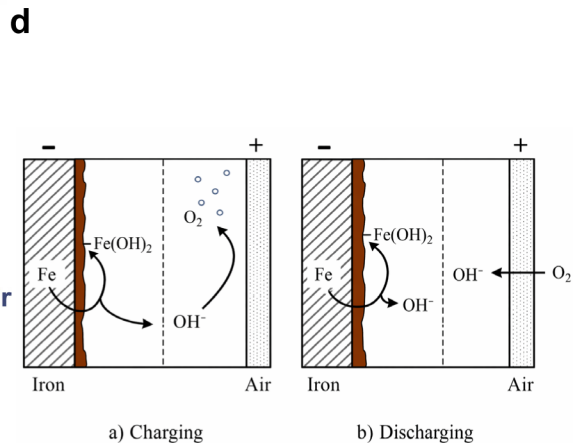 d
− + − +
O₂
Fe(OH)₂ Fe(OH)₂
Fe Fe OH⁻ O₂
r OH⁻ OH⁻
Iron Air Iron Air
a) Charging b) Discharging